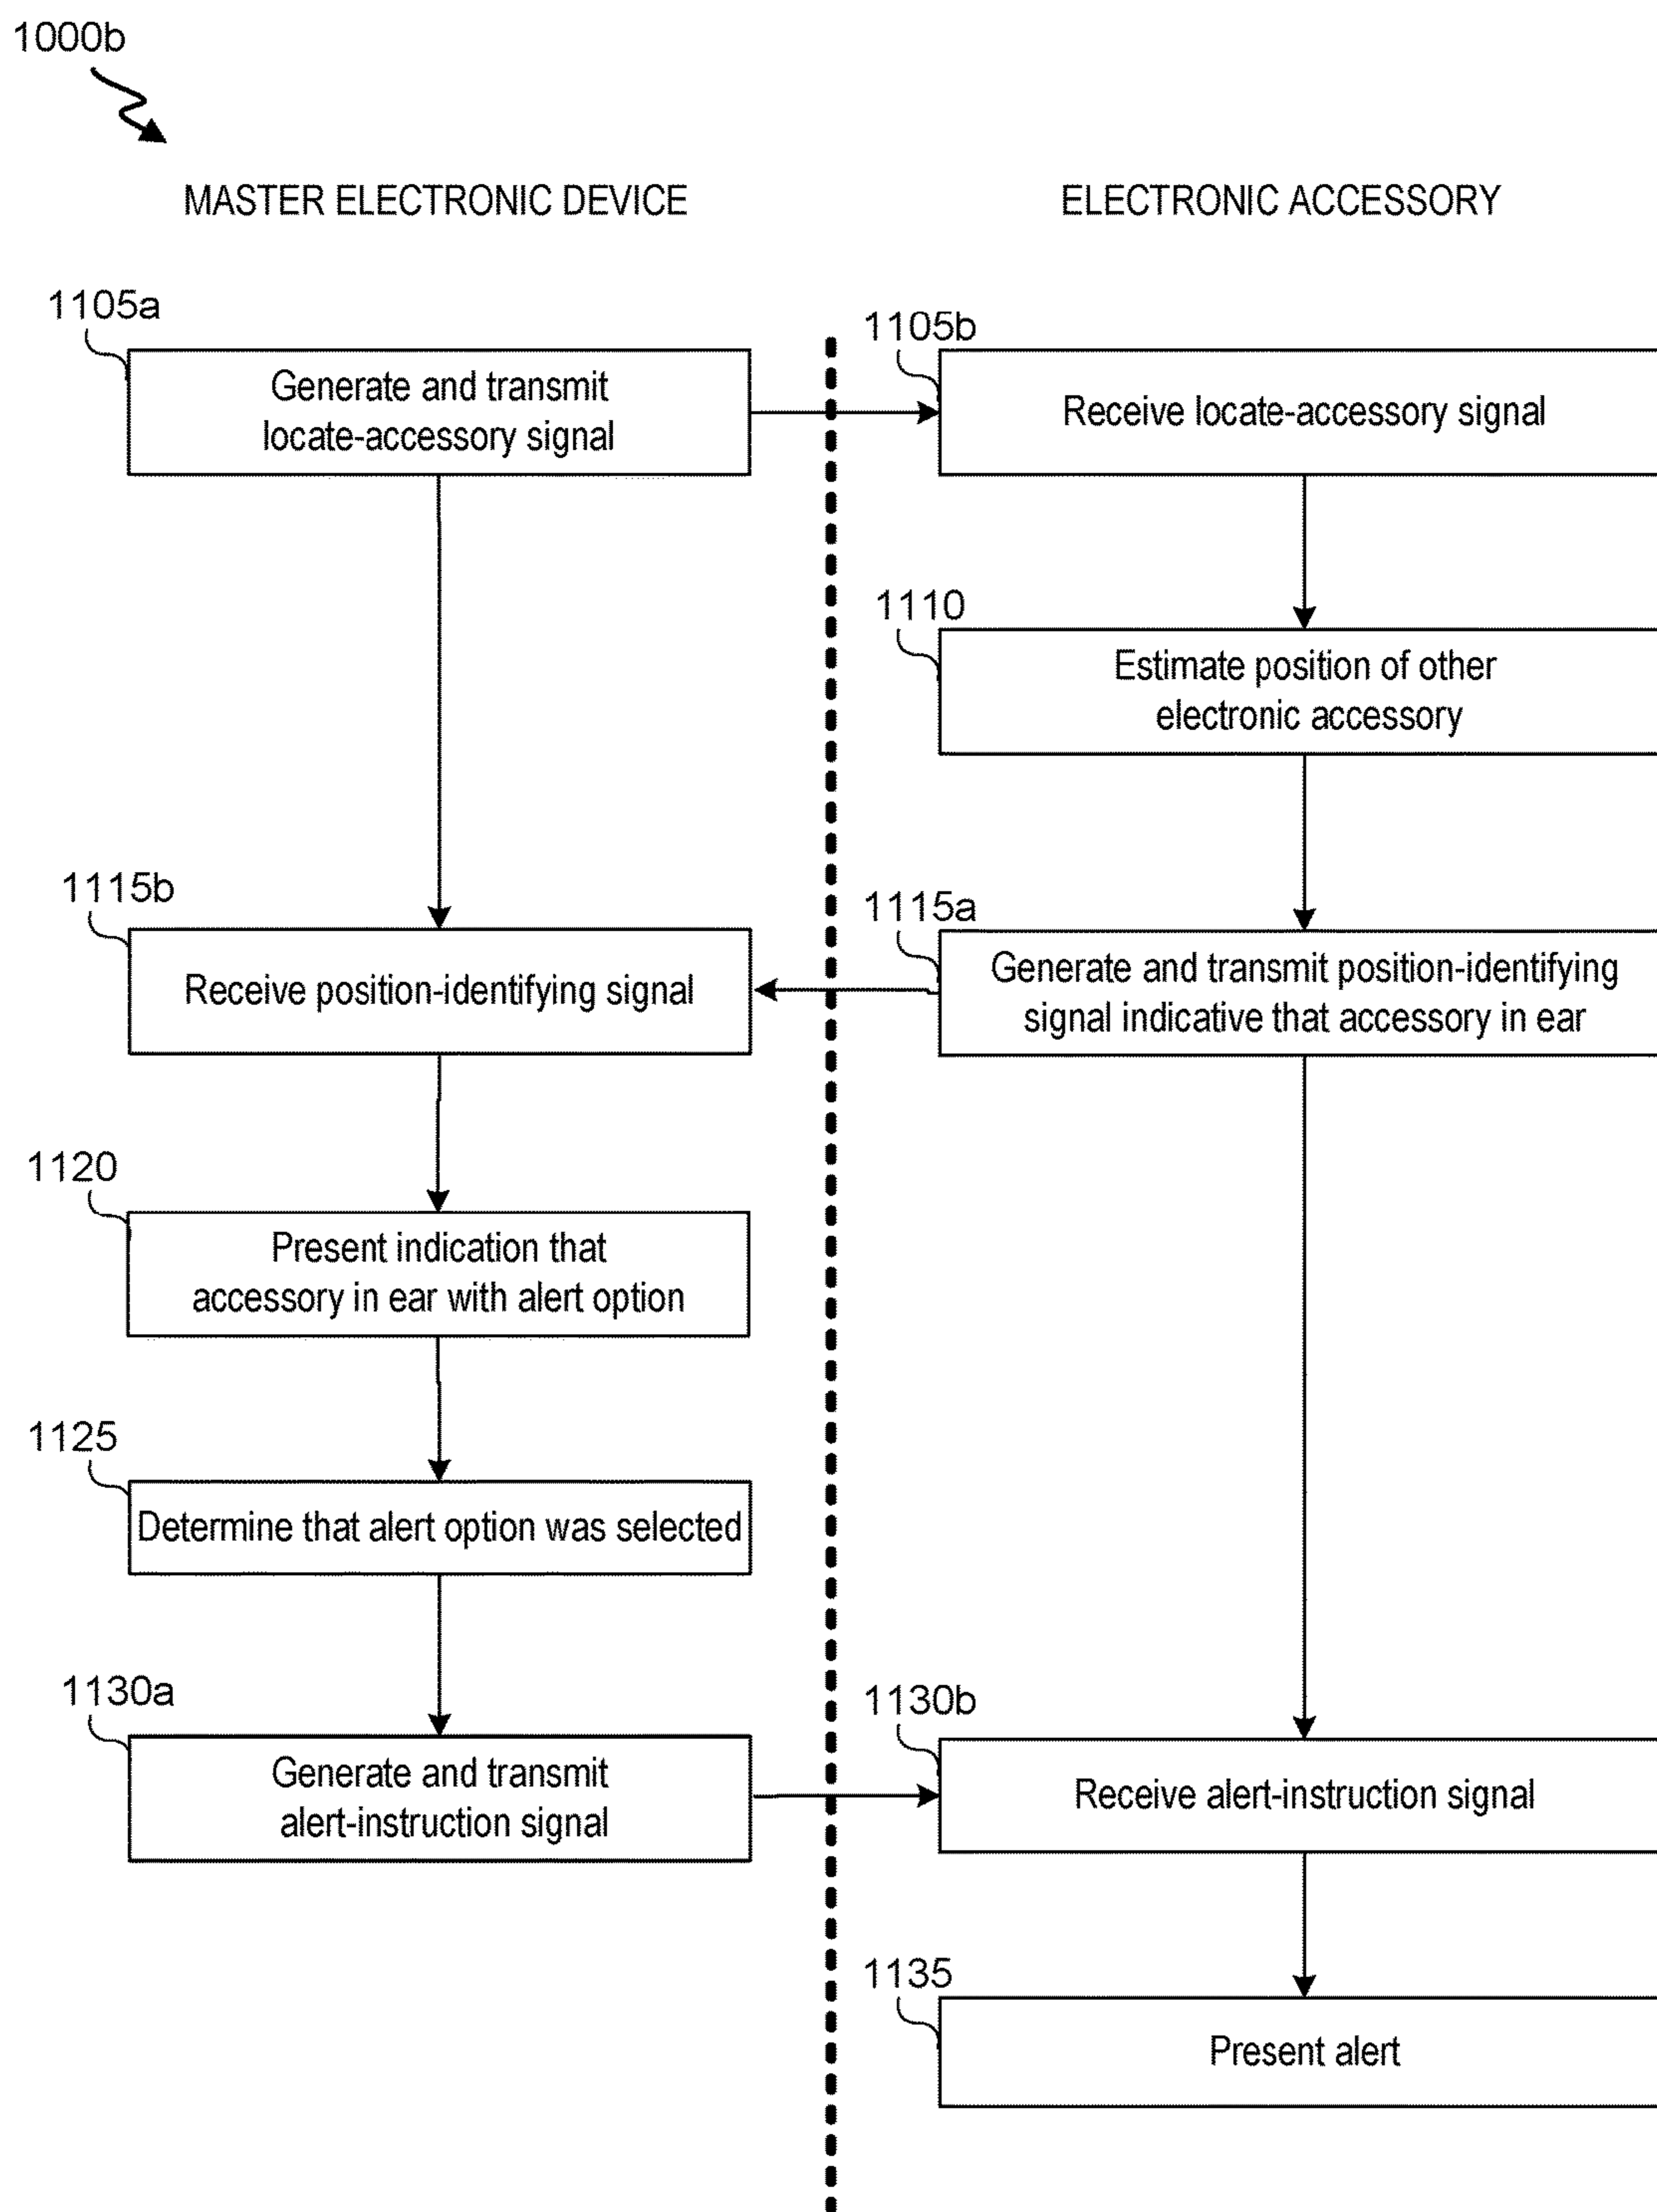 1000b
MASTER ELECTRONIC DEVICE
ELECTRONIC ACCESSORY
1105a
Generate and transmit
locate-accessory signal
1105b
Receive locate-accessory signal
1110
Estimate position of other
electronic accessory
1115b
Receive position-identifying signal
1115a
Generate and transmit position-identifying
signal indicative that accessory in ear
1120
Present indication that
accessory in ear with alert option
1125
Determine that alert option was selected
1130a
Generate and transmit
alert-instruction signal
1130b
Receive alert-instruction signal
1135
Present alert